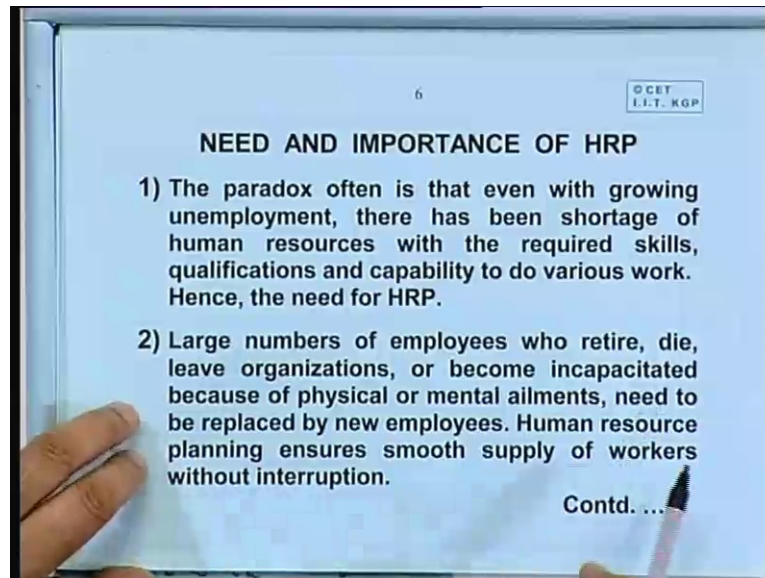 6
© CET
I.I.T. KGP
NEED AND IMPORTANCE OF HRP
1) The paradox often is that even with growing
unemployment, there has been shortage of
human resources with the required skills,
qualifications and capability to do various work.
Hence, the need for HRP.
2) Large numbers of employees who retire, die,
leave organizations, or become incapacitated
because of physical or mental ailments, need to
be replaced by new employees. Human resource
planning ensures smooth supply of workers
without interruption.
Contd. ...